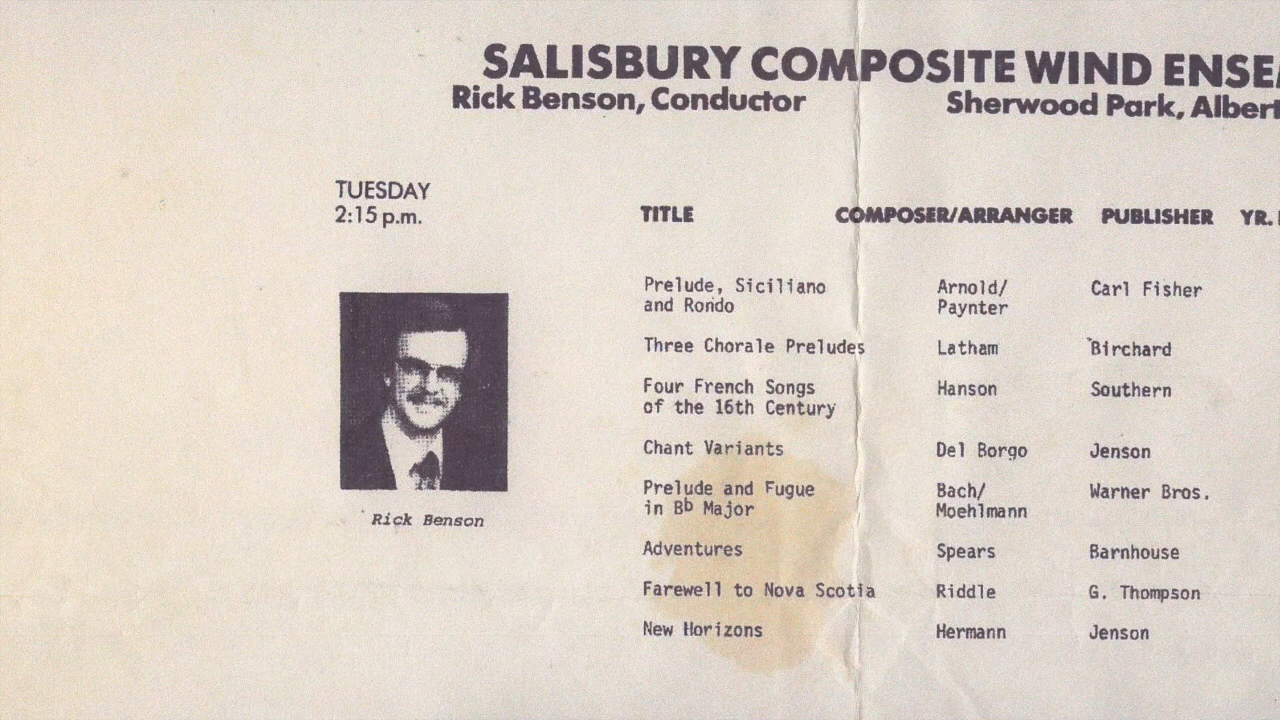 SALISBURY COMPOSITE WIND ENSE
Rick Benson, Conductor Sherwood Park, Albert
TUESDAY
2:15 p.m.
TITLE COMPOSER/ARRANGER PUBLISHER YR.
Prelude, Siciliano Arnold/ Carl Fisher
and Rondo Paynter
Three Chorale Preludes Latham Birchard
Four French Songs Hanson Southern
of the 16th Century
Chant Variants Del Borgo Jenson
Prelude and Fugue Bach/ Warner Bros.
in Bb Major Moehlmann
Adventures Spears Barnhouse
Farewell to Nova Scotia Riddle G. Thompson
New Horizons Hermann Jenson
Rick Benson